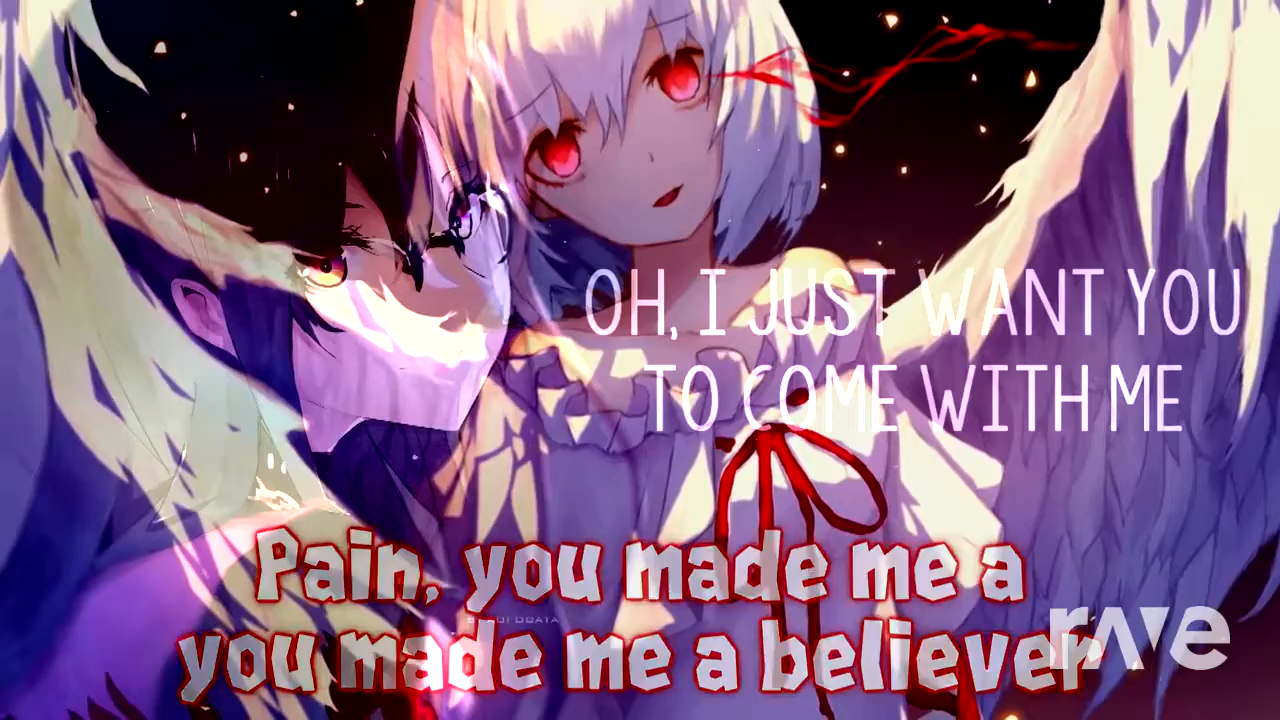 OH, I JUST WANT YOU
TO COME WITH ME
Pain, you made me a
you made me a believer
rave